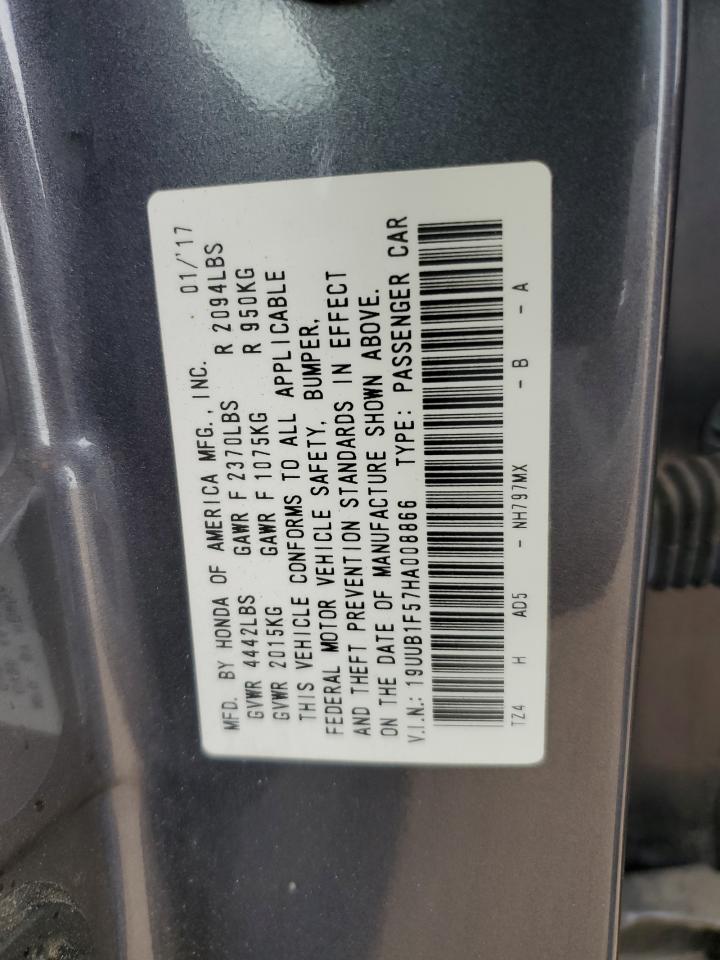 MFD. BY HONDA OF AMERICA MFG., INC. 01/'17
GVWR 4442LBS GAWR F 2370LBS R 2094LBS
GVWR 2015KG GAWR F 1075KG R 950KG
THIS VEHICLE CONFORMS TO ALL APPLICABLE
FEDERAL MOTOR VEHICLE SAFETY, BUMPER,
AND THEFT PREVENTION STANDARDS IN EFFECT
ON THE DATE OF MANUFACTURE SHOWN ABOVE.
V.I.N.: 19UUB1F57HA008866 TYPE: PASSENGER CAR
TZ4 H AD5 - NH797MX - B - A